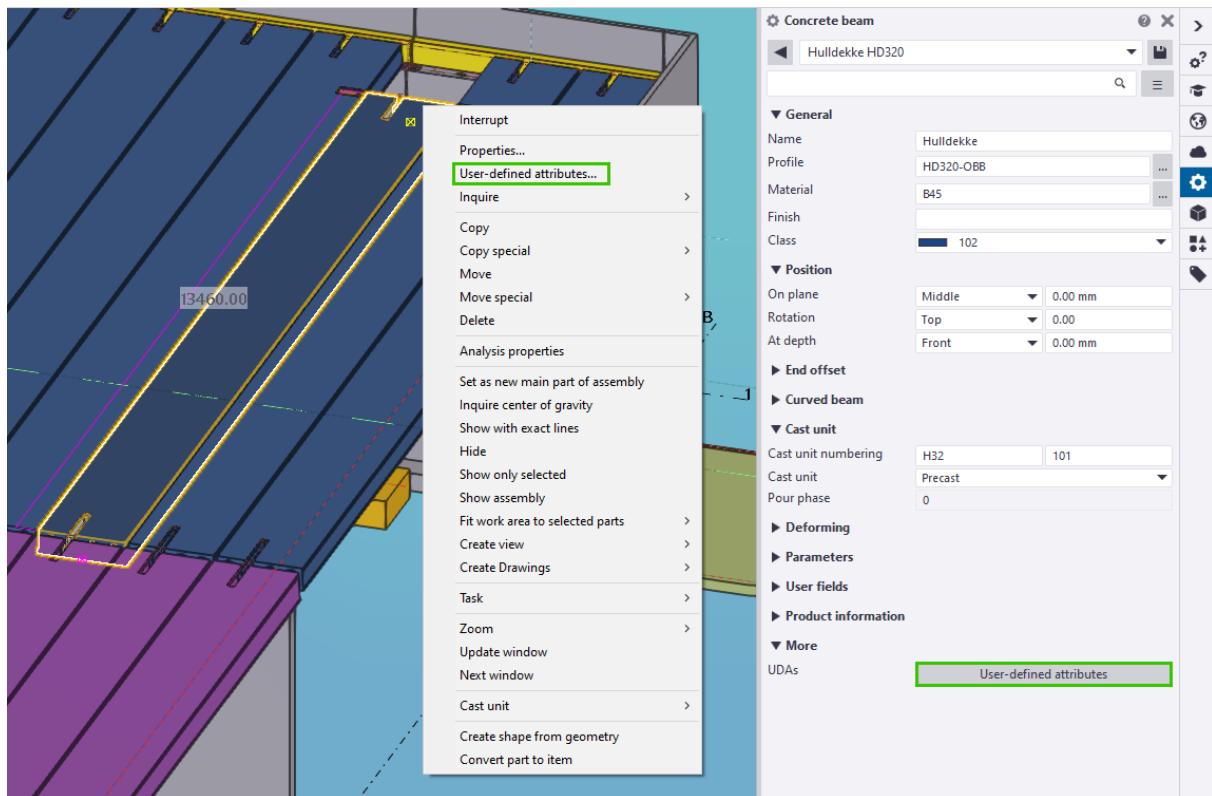 13460.00
B
1
Interrupt
Properties...
User-defined attributes...
Inquire
Copy
Copy special
Move
Move special
Delete
Analysis properties
Set as new main part of assembly
Inquire center of gravity
Show with exact lines
Hide
Show only selected
Show assembly
Fit work area to selected parts
Create view
Create Drawings
Task
Zoom
Update window
Next window
Cast unit
Create shape from geometry
Convert part to item
Concrete beam
Hulldekke HD320
General
Name Hulldekke
Profile HD320-OBB ...
Material B45 ...
Finish
Class 102
Position
On plane Middle 0.00 mm
Rotation Top 0.00
At depth Front 0.00 mm
End offset
Curved beam
Cast unit
Cast unit numbering H32 101
Cast unit Precast
Pour phase 0
Deforming
Parameters
User fields
Product information
More
UDAs User-defined attributes